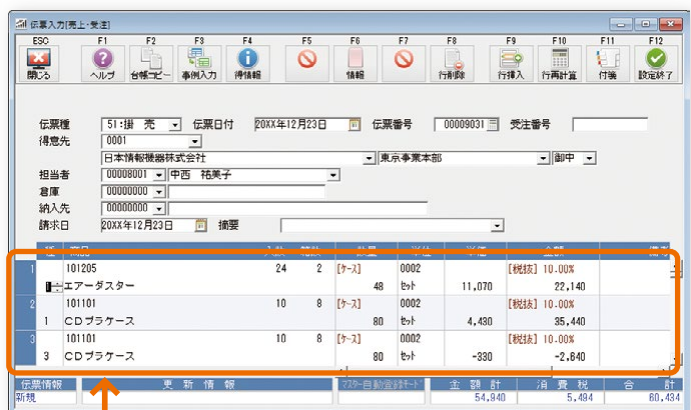 伝票入力[売上・受注]
ESC F1 F2 F3 F4 F5 F6 F7 F8 F9 F10 F11 F12
閉じる ヘルプ 台帳コピー 事例入力 得情報 情報 行削除 行挿入 行再計算 付箋 設定終了
伝票種 51:掛 売 伝票日付 20XX年12月23日 伝票番号 00009031 受注番号
得意先 0001
日本情報機器株式会社 東京事業本部 御中
担当者 00008001 中西 祐美子
倉庫 00000000
納入先 00000000
請求日 20XX年12月23日 摘要
1 101205 24 2 [ケース] 0002 [税抜] 10.00%
エアーダスター 48 セット 11,070 22,140
2 101101 10 8 [ケース] 0002 [税抜] 10.00%
1 CDプラケース 80 セット 4,430 35,440
3 101101 10 8 [ケース] 0002 [税抜] 10.00%
3 CDプラケース 80 セット -330 -2,640
伝票情報 更新情報 マスター自動登録モード 金額計 消費税 合計
新規 54,940 5,494 60,434